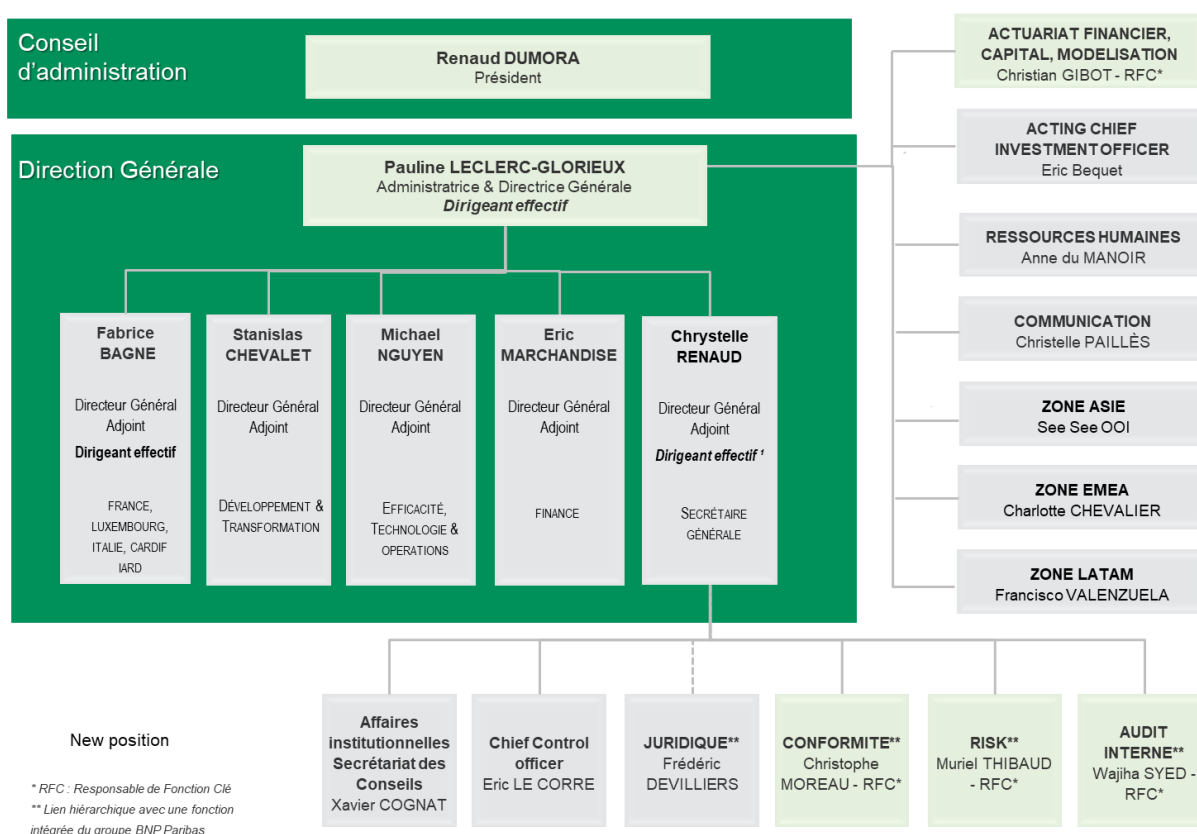 Conseil
d'administration
Renaud DUMORA
Président
Direction Générale
Pauline LECLERC-GLORIEUX
Administratrice & Directrice Générale
Dirigeant effectif
Fabrice
BAGNE
Directeur Général
Adjoint
Dirigeant effectif
FRANCE,
LUXEMBOURG,
ITALIE, CARDIF
IARD
Stanislas
CHEVALET
Directeur Général
Adjoint
DÉVELOPPEMENT &
TRANSFORMATION
Michael
NGUYEN
Directeur Général
Adjoint
EFFICACITÉ,
TECHNOLOGIE &
OPERATIONS
Eric
MARCHANDISE
Directeur Général
Adjoint
FINANCE
Chrystelle
RENAUD
Directeur Général
Adjoint
Dirigeant effectif ¹
SECRÉTAIRE
GÉNÉRALE
ACTUARIAT FINANCIER,
CAPITAL, MODELISATION
Christian GIBOT - RFC*
ACTING CHIEF
INVESTMENT OFFICER
Eric Bequet
RESSOURCES HUMAINES
Anne du MANOIR
COMMUNICATION
Christelle PAILLÈS
ZONE ASIE
See See OOI
ZONE EMEA
Charlotte CHEVALIER
ZONE LATAM
Francisco VALENZUELA
Affaires
institutionnelles
Secrétariat des
Conseils
Xavier COGNAT
Chief Control
officer
Eric LE CORRE
JURIDIQUE**
Frédéric
DEVILLIERS
CONFORMITE**
Christophe
MOREAU - RFC*
RISK**
Muriel THIBAUD
- RFC*
AUDIT
INTERNE**
Wajiha SYED -
RFC*
New position
* RFC : Responsable de Fonction Clé
** Lien hiérarchique avec une fonction
intégrée du groupe BNP Paribas